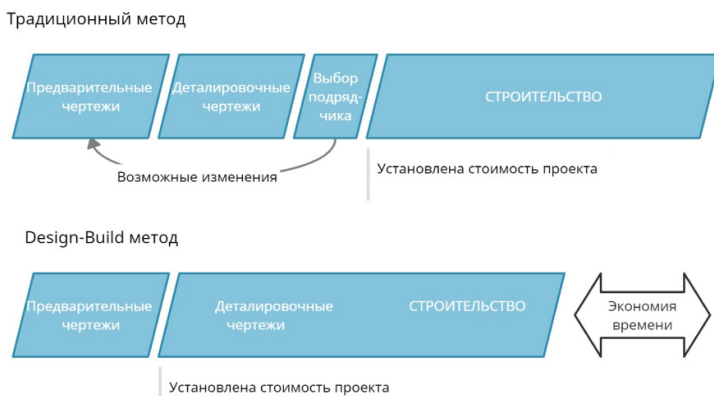 Традиционный метод
Предварительные
чертежи
Деталировочные
чертежи
Выбор
подряд-
чика
СТРОИТЕЛЬСТВО
Возможные изменения
Установлена стоимость проекта
Design-Build метод
Предварительные
чертежи
Деталировочные
чертежи
СТРОИТЕЛЬСТВО
Экономия
времени
Установлена стоимость проекта